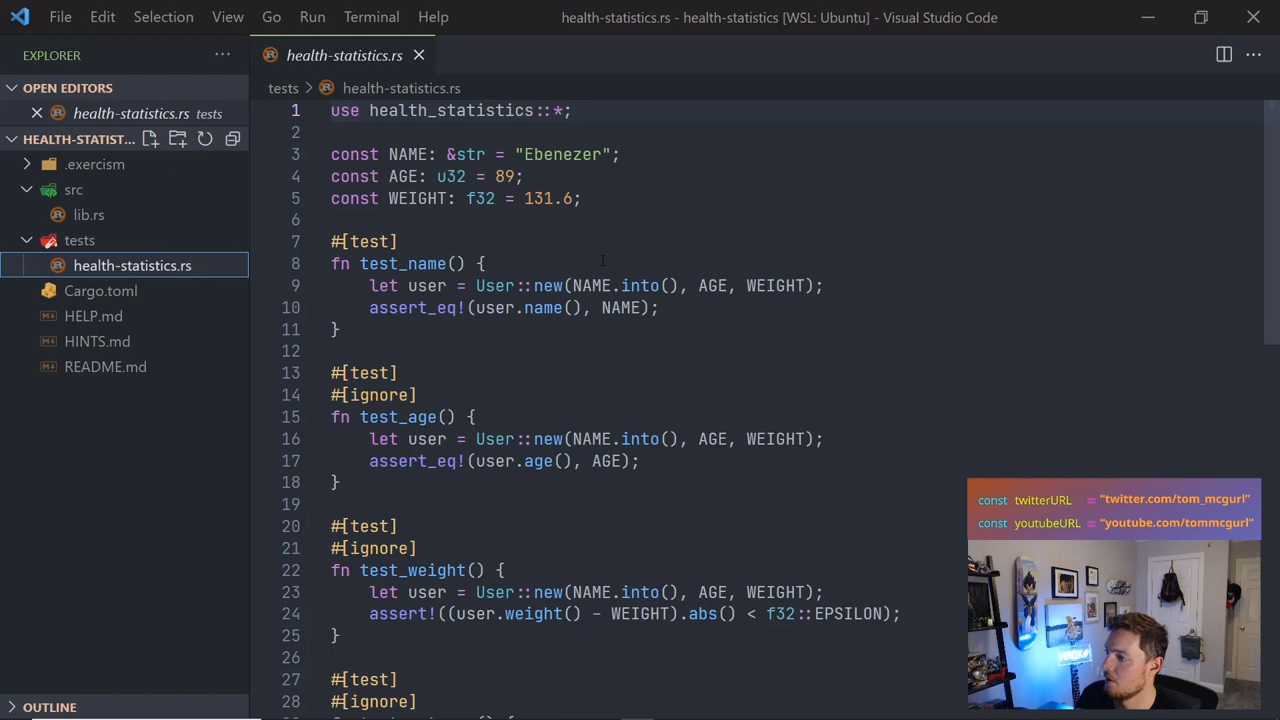 File Edit Selection View Go Run Terminal Help health-statistics.rs - health-statistics [WSL: Ubuntu] - Visual Studio Code
EXPLORER
health-statistics.rs
OPEN EDITORS
health-statistics.rs tests
HEALTH-STATIST...
.exercism
src
lib.rs
tests
health-statistics.rs
Cargo.toml
HELP.md
HINTS.md
README.md
OUTLINE
tests > health-statistics.rs
1 use health_statistics::*;
2
3 const NAME: &str = "Ebenezer";
4 const AGE: u32 = 89;
5 const WEIGHT: f32 = 131.6;
6
7 #[test]
8 fn test_name() {
9 let user = User::new(NAME.into(), AGE, WEIGHT);
10 assert_eq!(user.name(), NAME);
11 }
12
13 #[test]
14 #[ignore]
15 fn test_age() {
16 let user = User::new(NAME.into(), AGE, WEIGHT);
17 assert_eq!(user.age(), AGE);
18 }
19
20 #[test]
21 #[ignore]
22 fn test_weight() {
23 let user = User::new(NAME.into(), AGE, WEIGHT);
24 assert!((user.weight() - WEIGHT).abs() < f32::EPSILON);
25 }
26
27 #[test]
28 #[ignore]
const twitterURL = "twitter.com/tom_mcgurl"
const youtubeURL = "youtube.com/tommcgurl"